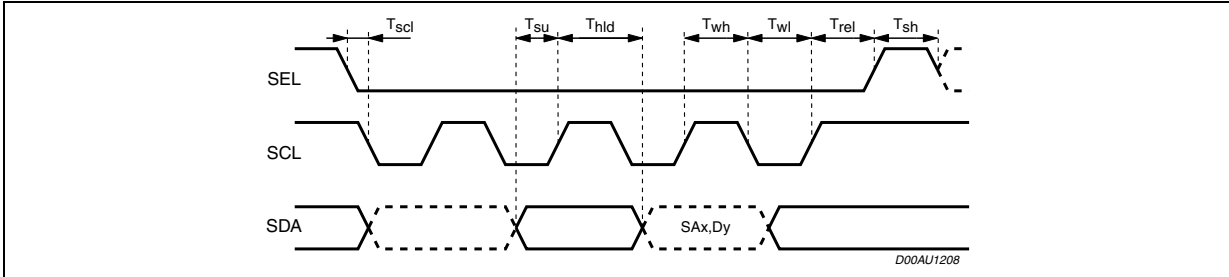 Tscl Tsu Thld Twh Twl Trel Tsh
SEL
SCL
SDA SAx,Dy
D00AU1208